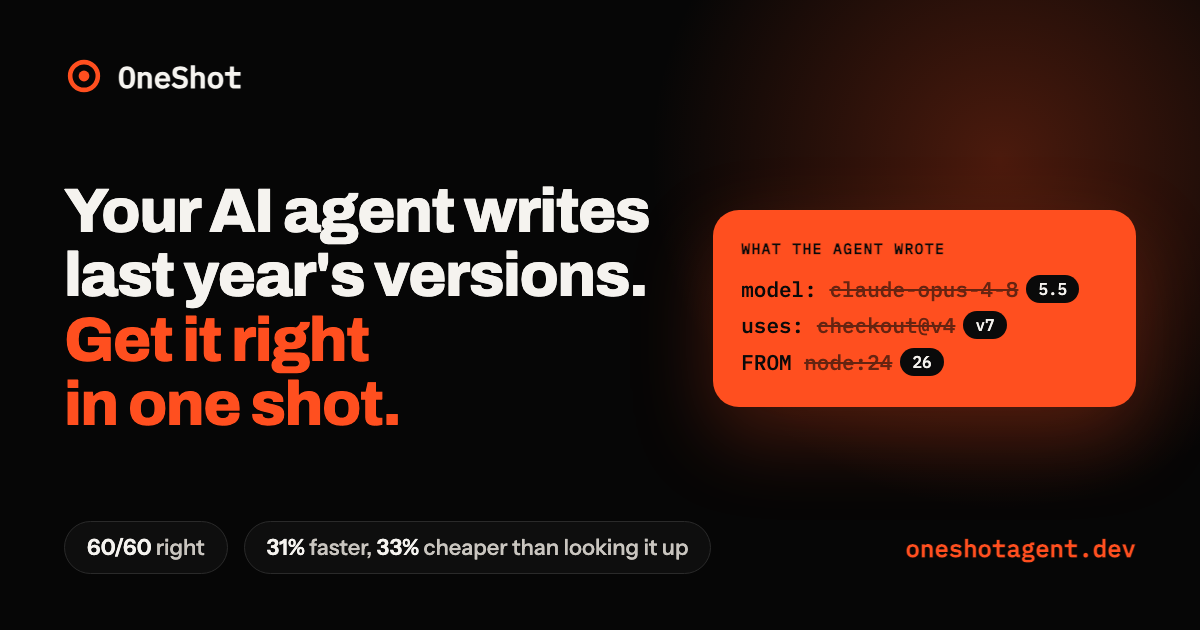 OneShot
Your AI agent writes
last year's versions.
Get it right
in one shot.
WHAT THE AGENT WROTE
model: claude-opus-4-8 5.5
uses: checkout@v4 v7
FROM node:24 26
60/60 right
31% faster, 33% cheaper than looking it up
oneshotagent.dev